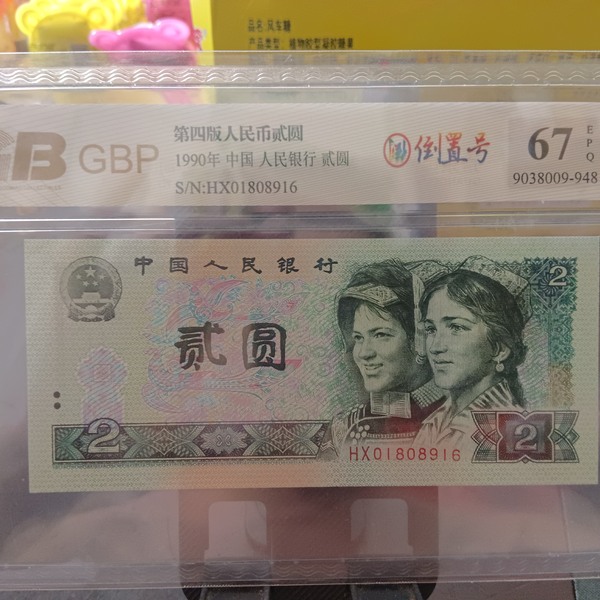 品名:风车糖
产品类型: 植物胶型凝胶糖果
B GBP
第四版人民币贰圆
1990年 中国人民银行 贰圆
S/N:HX01808916
倒置号
67
EPQ
9038009-948
中国人民银行
2
贰圆
2
2
HX01808916